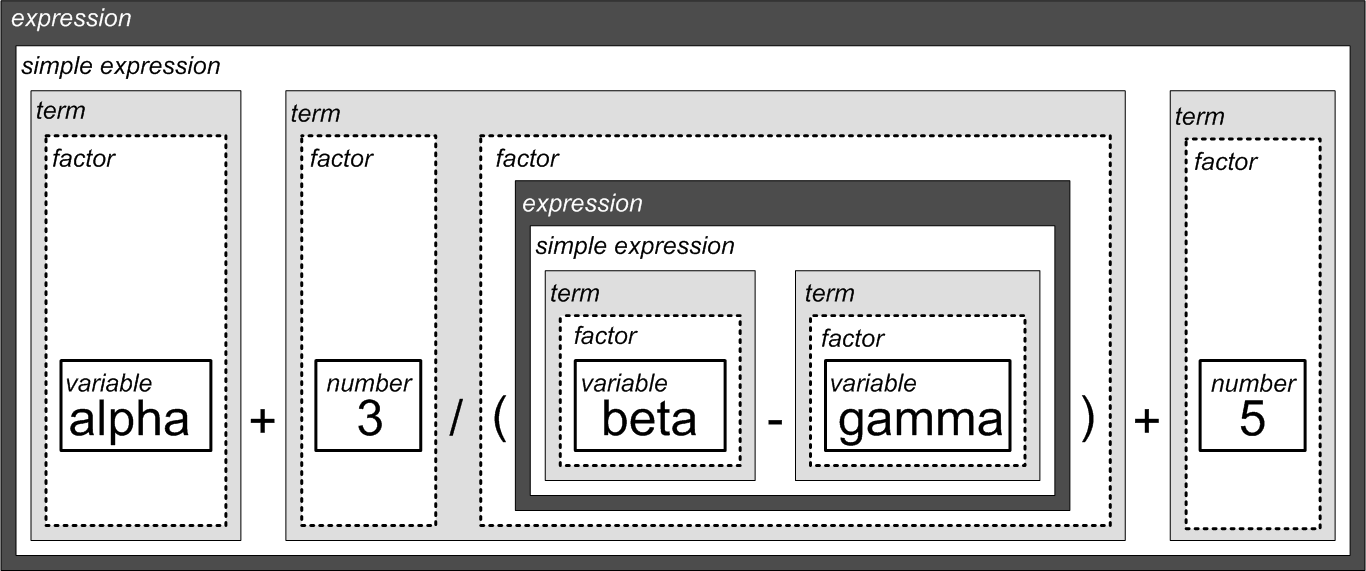 expression
simple expression
term term term
factor factor factor
expression
simple expression
term term
factor factor
variable number variable variable number
alpha + 3 / ( beta - gamma ) + 5